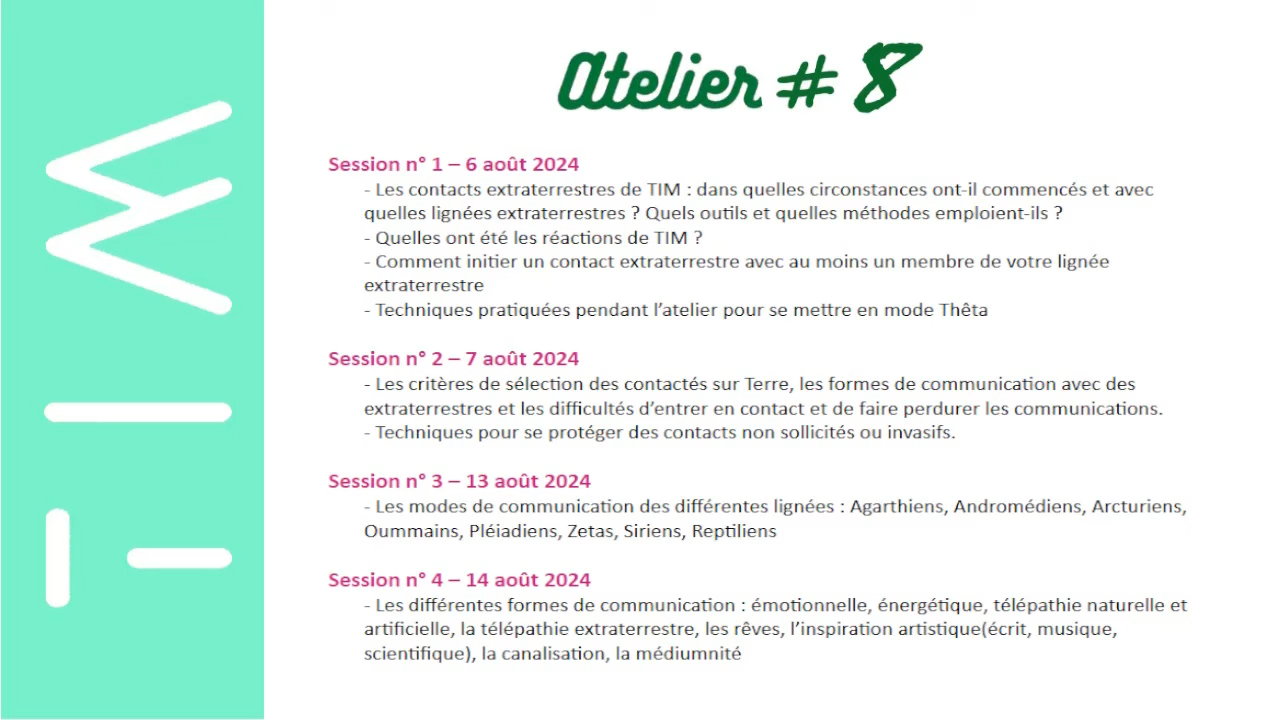 Atelier # 8
Session n° 1 – 6 août 2024
- Les contacts extraterrestres de TIM : dans quelles circonstances ont-il commencés et avec
quelles lignées extraterrestres ? Quels outils et quelles méthodes emploient-ils ?
- Quelles ont été les réactions de TIM ?
- Comment initier un contact extraterrestre avec au moins un membre de votre lignée
extraterrestre
- Techniques pratiquées pendant l’atelier pour se mettre en mode Thêta
Session n° 2 – 7 août 2024
- Les critères de sélection des contactés sur Terre, les formes de communication avec des
extraterrestres et les difficultés d’entrer en contact et de faire perdurer les communications.
- Techniques pour se protéger des contacts non sollicités ou invasifs.
Session n° 3 – 13 août 2024
- Les modes de communication des différentes lignées : Agarthiens, Andromédiens, Arcturiens,
Oummains, Pléiadiens, Zetas, Siriens, Reptiliens
Session n° 4 – 14 août 2024
- Les différentes formes de communication : émotionnelle, énergétique, télépathie naturelle et
artificielle, la télépathie extraterrestre, les rêves, l’inspiration artistique(écrit, musique,
scientifique), la canalisation, la médiumnité